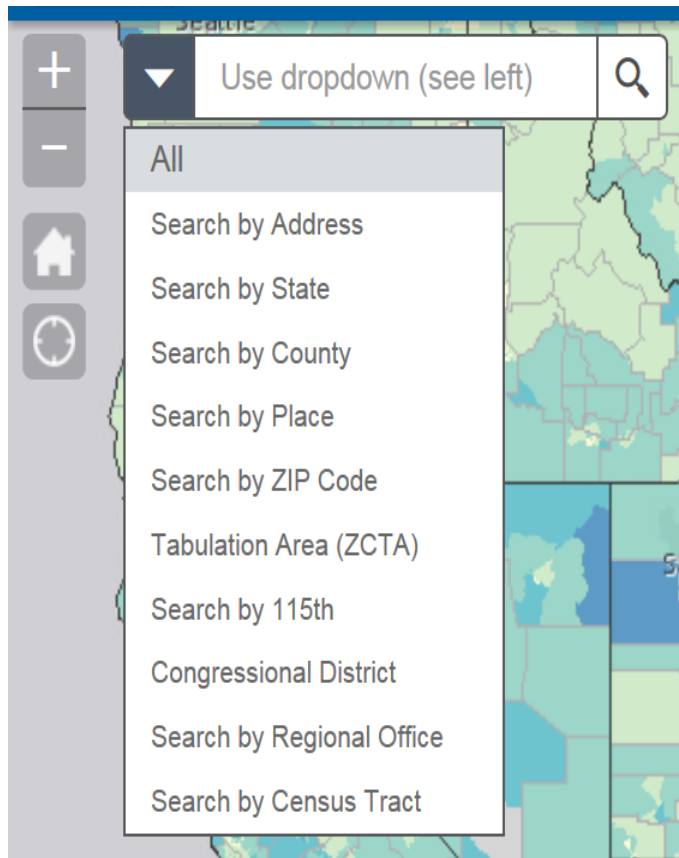 Seattle
Use dropdown (see left)
All
Search by Address
Search by State
Search by County
Search by Place
Search by ZIP Code
Tabulation Area (ZCTA)
Search by 115th
Congressional District
Search by Regional Office
Search by Census Tract